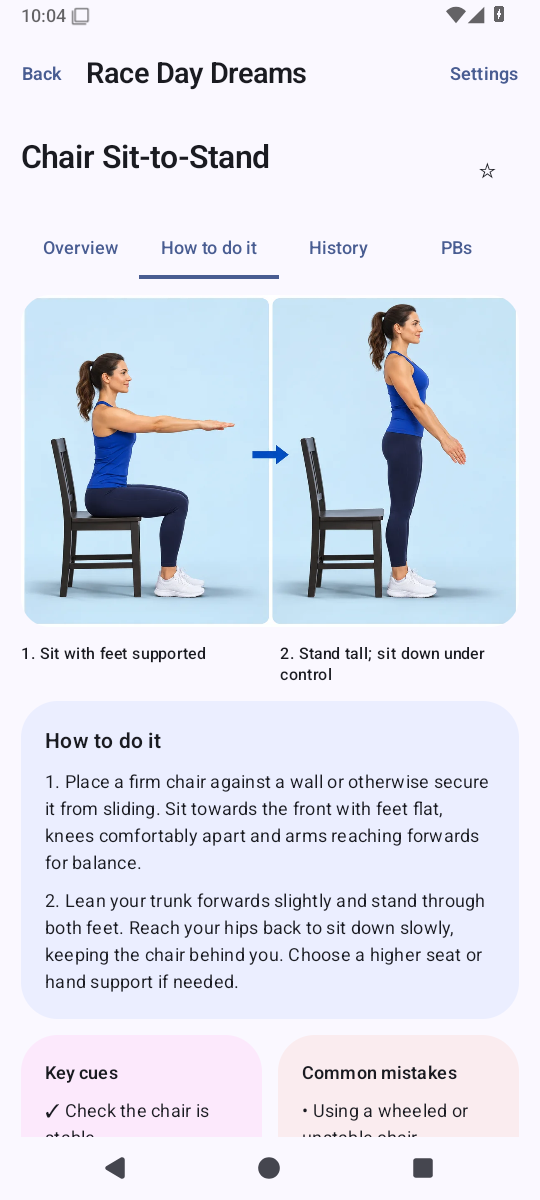 10:04
Back Race Day Dreams Settings
Chair Sit-to-Stand
Overview How to do it History PBs
1. Sit with feet supported
2. Stand tall; sit down under
control
How to do it
1. Place a firm chair against a wall or otherwise secure
it from sliding. Sit towards the front with feet flat,
knees comfortably apart and arms reaching forwards
for balance.
2. Lean your trunk forwards slightly and stand through
both feet. Reach your hips back to sit down slowly,
keeping the chair behind you. Choose a higher seat or
hand support if needed.
Key cues
✓ Check the chair is
stable
Common mistakes
• Using a wheeled or
unstable chair